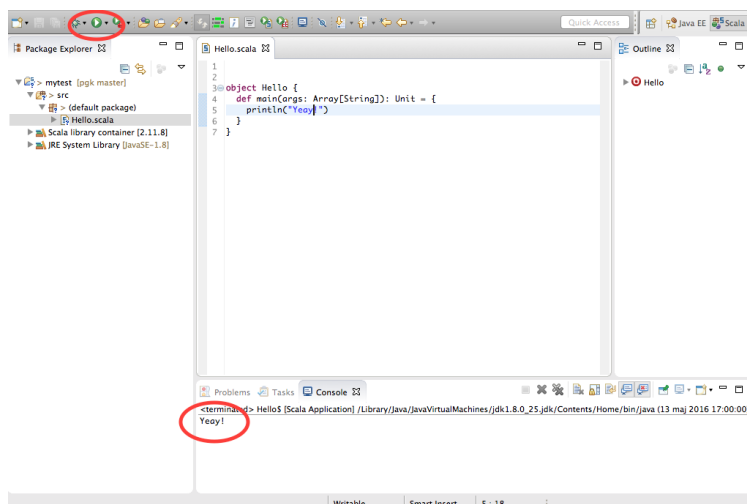 Quick Access
Java EE
Scala
Package Explorer
> mytest [pgk master]
> src
> (default package)
Hello.scala
Scala library container [2.11.8]
JRE System Library [JavaSE-1.8]
Hello.scala
1
2
3 object Hello {
4 def main(args: Array[String]): Unit = {
5 println("Yeay!")
6 }
7 }
Outline
Hello
Problems
Tasks
Console
<terminated> Hello$ [Scala Application] /Library/Java/JavaVirtualMachines/jdk1.8.0_25.jdk/Contents/Home/bin/java (13 maj 2016 17:00:00
Yeay!
Writable
Smart Insert
5 : 18